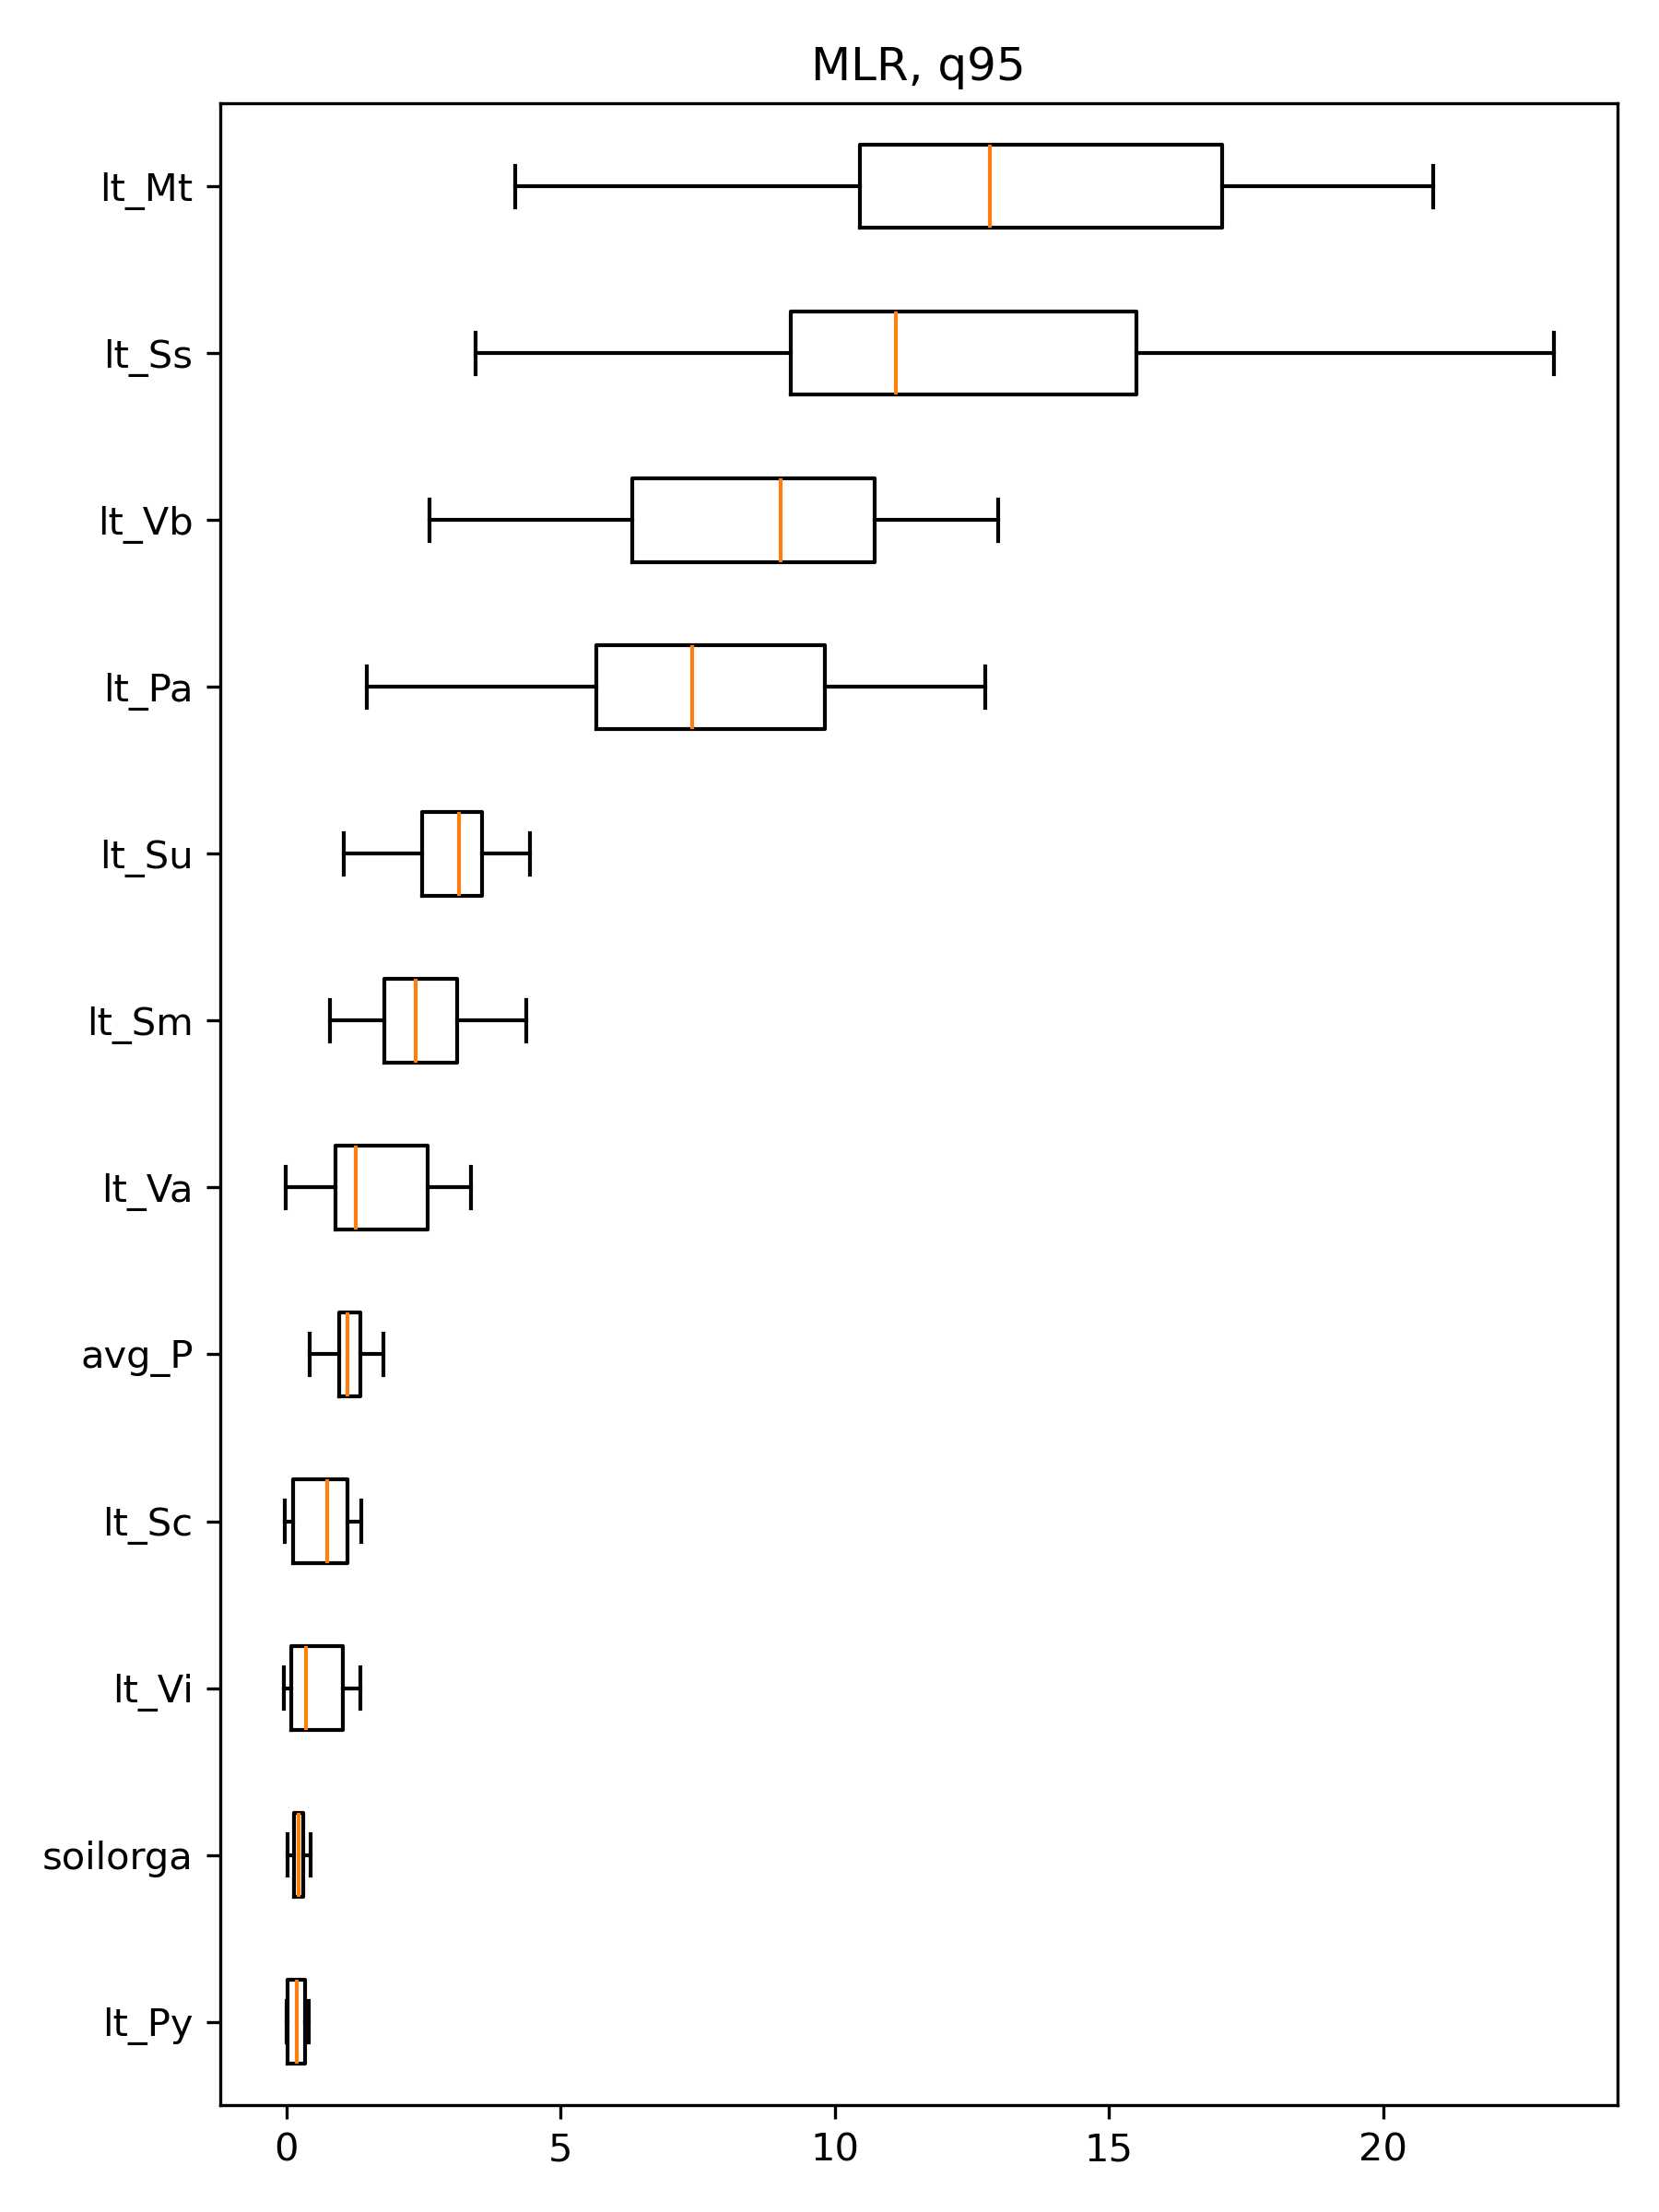 MLR, q95
lt_Mt
lt_Ss
lt_Vb
lt_Pa
lt_Su
lt_Sm
lt_Va
avg_P
lt_Sc
lt_Vi
soilorga
lt_Py
0 5 10 15 20